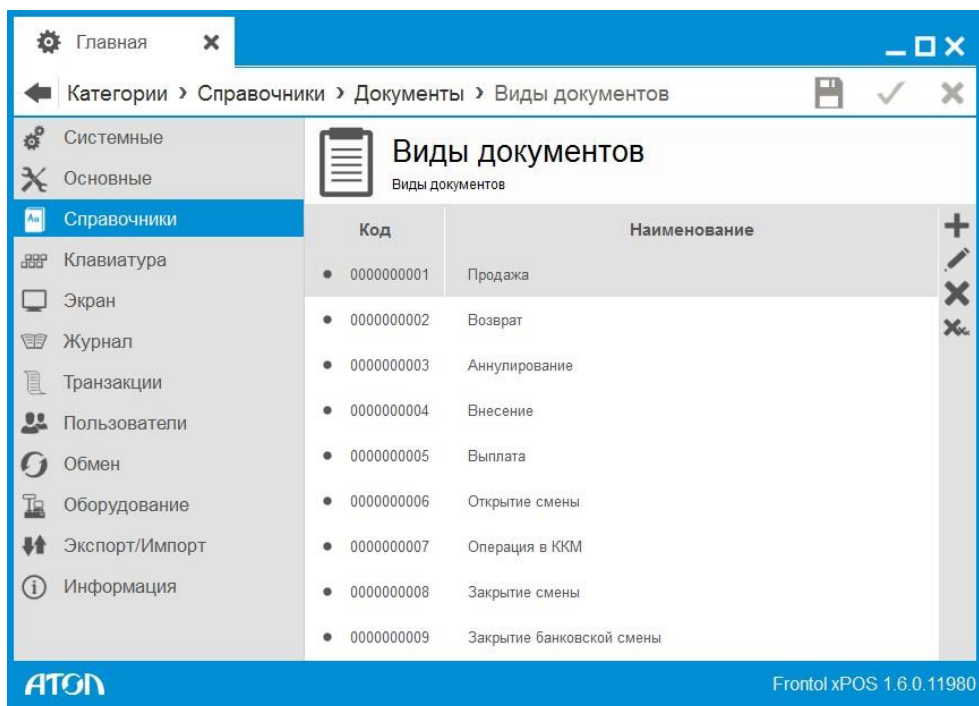 Главная
Категории › Справочники › Документы › Виды документов
Системные
Основные
Справочники
Клавиатура
Экран
Журнал
Транзакции
Пользователи
Обмен
Оборудование
Экспорт/Импорт
Информация
Виды документов
Виды документов
Код Наименование
0000000001 Продажа
0000000002 Возврат
0000000003 Аннулирование
0000000004 Внесение
0000000005 Выплата
0000000006 Открытие смены
0000000007 Операция в ККМ
0000000008 Закрытие смены
0000000009 Закрытие банковской смены
ATOL Frontol xPOS 1.6.0.11980